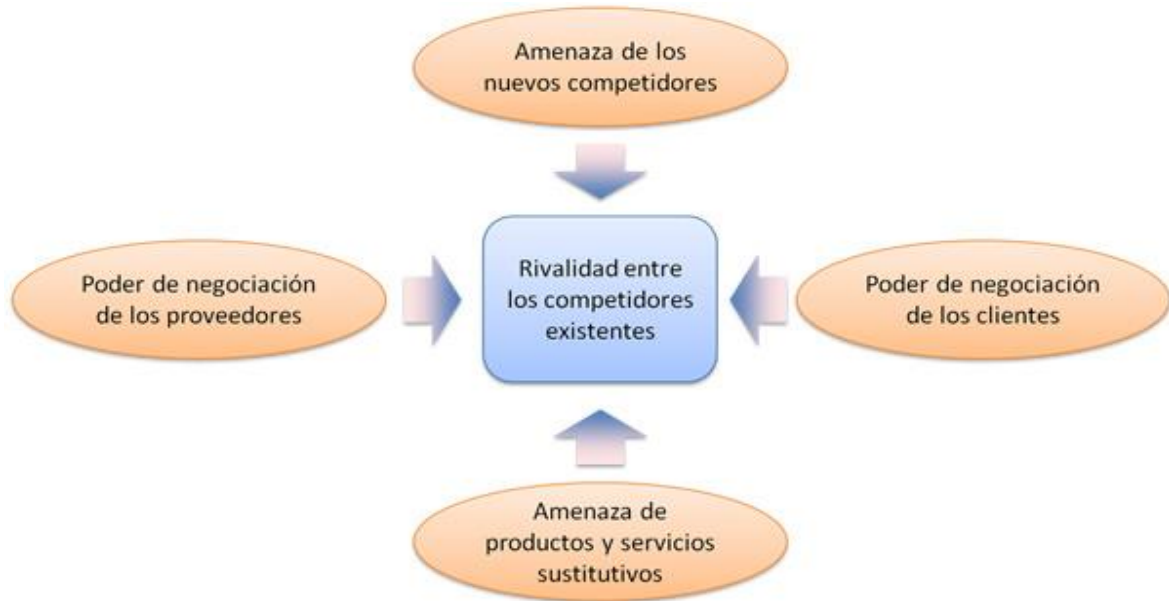 Amenaza de los
nuevos competidores
Poder de negociación
de los proveedores
Rivalidad entre
los competidores
existentes
Poder de negociación
de los clientes
Amenaza de
productos y servicios
sustitutivos